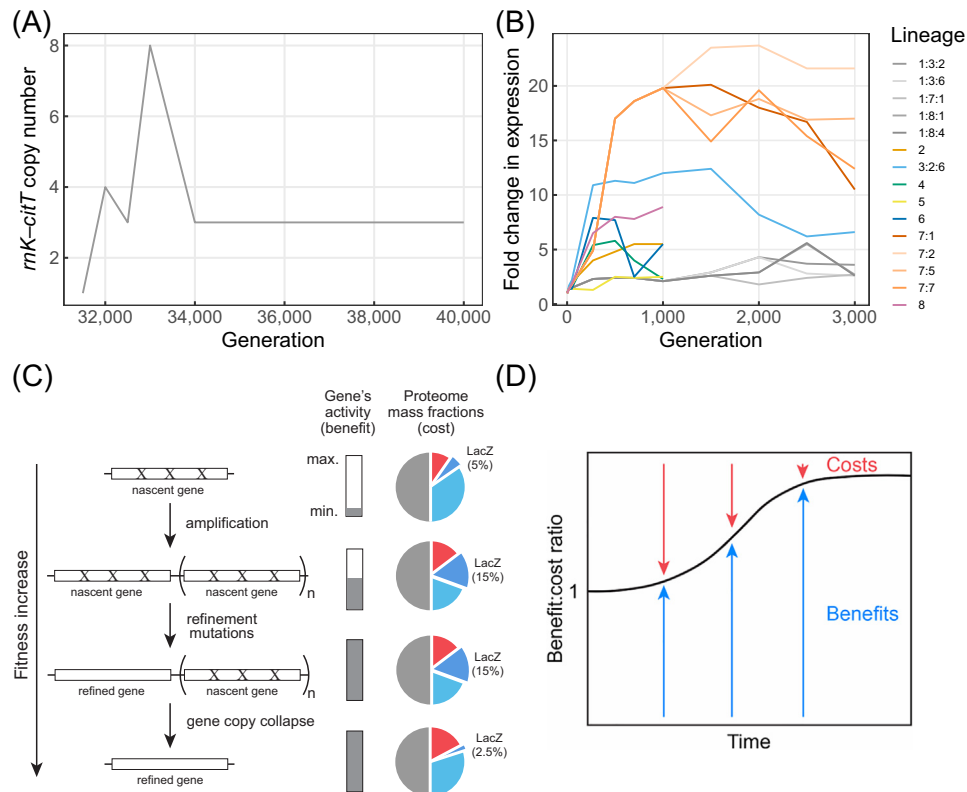 (A)
rnK–citT copy number
8
6
4
2
32,000
34,000
36,000
38,000
40,000
Generation
(B)
Fold change in expression
20
15
10
5
0
0
1,000
2,000
3,000
Generation
Lineage
1:3:2
1:3:6
1:7:1
1:8:1
1:8:4
2
3:2:6
4
5
6
7:1
7:2
7:5
7:7
8
(C)
Fitness increase
Gene's
activity
(benefit)
Proteome
mass fractions
(cost)
X X X
nascent gene
max.
min.
LacZ
(5%)
amplification
X X X
nascent gene
X X X
nascent gene
n
LacZ
(15%)
refinement
mutations
refined gene
X X X
nascent gene
n
LacZ
(15%)
gene copy collapse
refined gene
LacZ
(2.5%)
(D)
Benefit:cost ratio
1
Costs
Benefits
Time